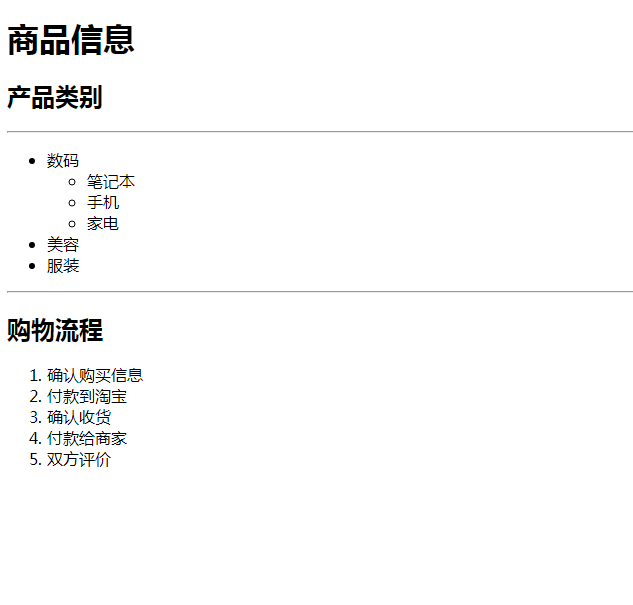 商品信息
产品类别
数码
笔记本
手机
家电
美容
服装
购物流程
1. 确认购买信息
2. 付款到淘宝
3. 确认收货
4. 付款给商家
5. 双方评价